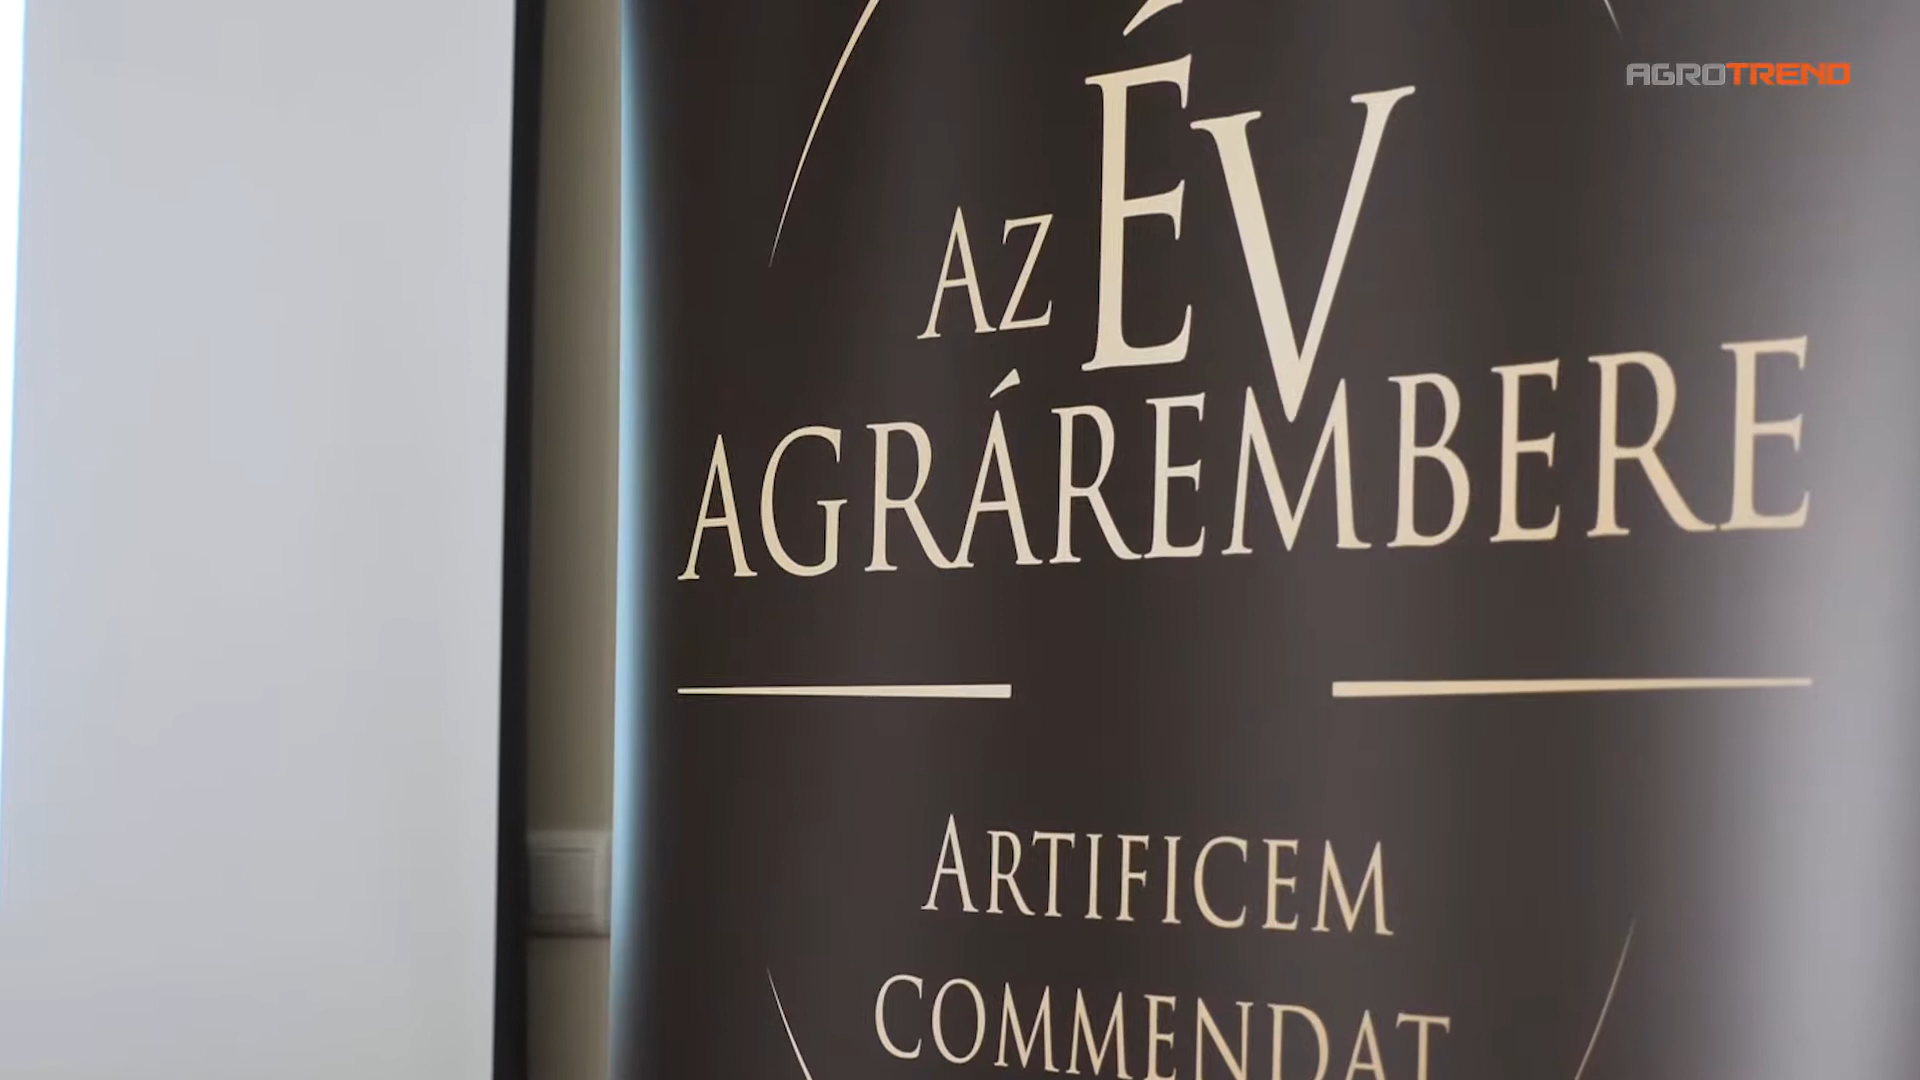 AGROTREND
AZ ÉV
AGRÁREMBERE
ARTIFICEM
COMMENDAT